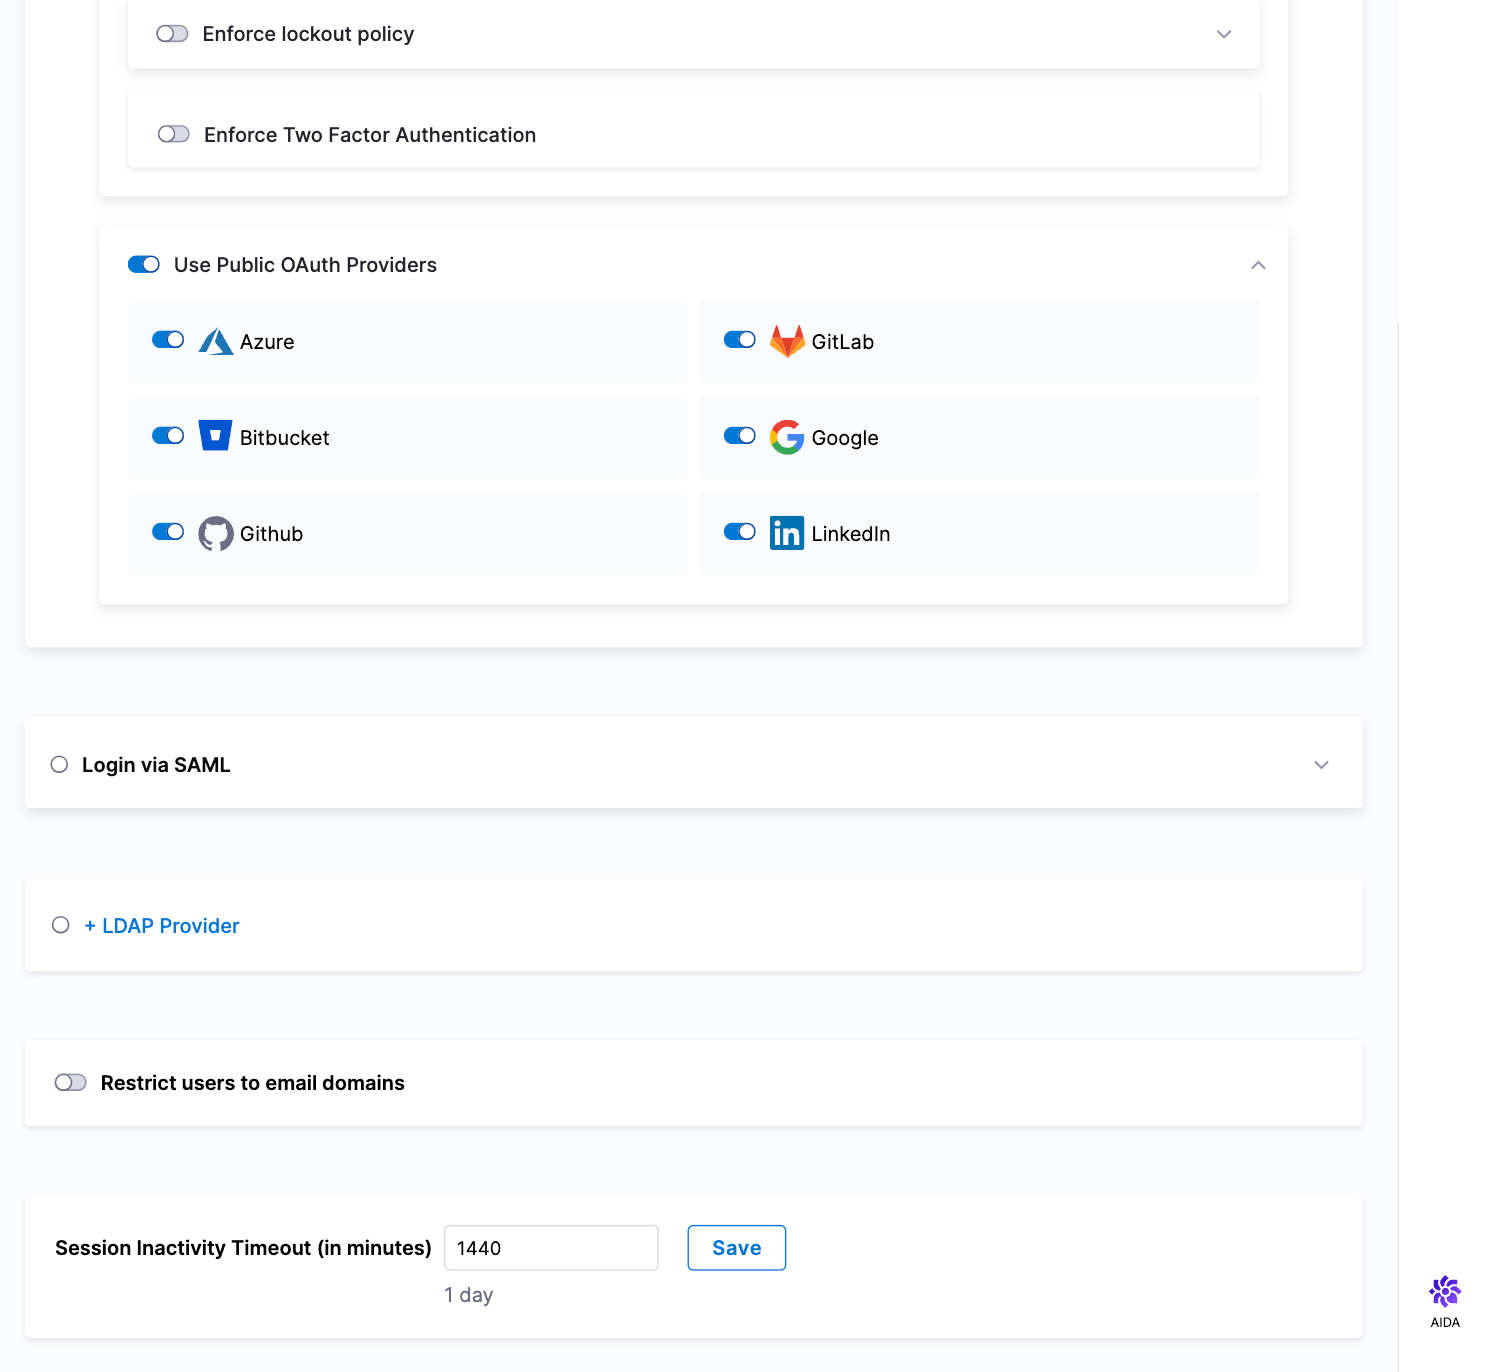 Enforce lockout policy
Enforce Two Factor Authentication
Use Public OAuth Providers
Azure
GitLab
Bitbucket
Google
Github
LinkedIn
Login via SAML
+ LDAP Provider
Restrict users to email domains
Session Inactivity Timeout (in minutes)
1440
Save
1 day
AIDA